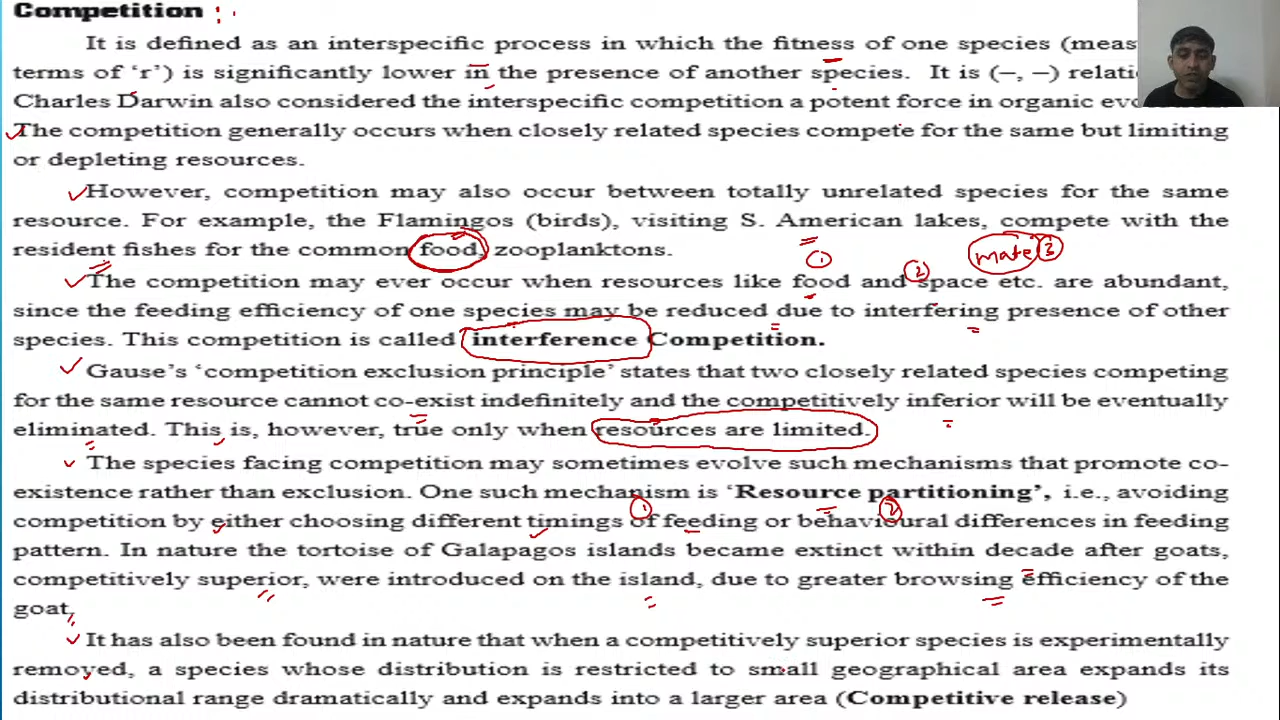 Competition :
It is defined as an interspecific process in which the fitness of one species (meas
terms of ‘r’) is significantly lower in the presence of another species. It is (–, –) relati
Charles Darwin also considered the interspecific competition a potent force in organic
The competition generally occurs when closely related species compete for the same but limiting
or depleting resources.
However, competition may also occur between totally unrelated species for the same
resource. For example, the Flamingos (birds), visiting S. American lakes, compete with the
resident fishes for the common food, zooplanktons.
① ② mate ③
The competition may ever occur when resources like food and space etc. are abundant,
since the feeding efficiency of one species may be reduced due to interfering presence of other
species. This competition is called interference Competition.
Gause’s ‘competition exclusion principle’ states that two closely related species competing
for the same resource cannot co-exist indefinitely and the competitively inferior will be eventually
eliminated. This is, however, true only when resources are limited.
The species facing competition may sometimes evolve such mechanisms that promote co-
existence rather than exclusion. One such mechanism is ‘Resource partitioning’, i.e., avoiding
① ②
competition by either choosing different timings of feeding or behavioural differences in feeding
pattern. In nature the tortoise of Galapagos islands became extinct within decade after goats,
competitively superior, were introduced on the island, due to greater browsing efficiency of the
goat.
It has also been found in nature that when a competitively superior species is experimentally
removed, a species whose distribution is restricted to small geographical area expands its
distributional range dramatically and expands into a larger area (Competitive release)